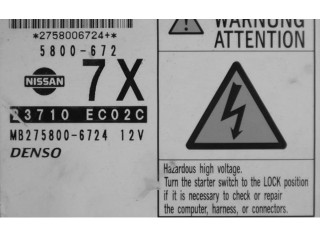 *2758006724+*
5800-672
NISSAN
7X
23710 EC02C
MB275800-6724 12V
DENSO
WARNUNG
ATTENTION
Hazardous high voltage.
Turn the starter switch to the LOCK position
if it is necessary to check or repair
the computer, harness, or connectors.